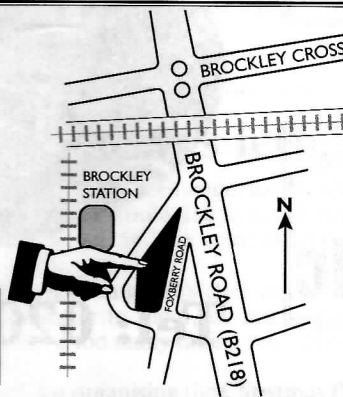 BROCKLEY CROSS
BROCKLEY
STATION
BROCKLEY ROAD (B218)
FOXBERRY ROAD
N